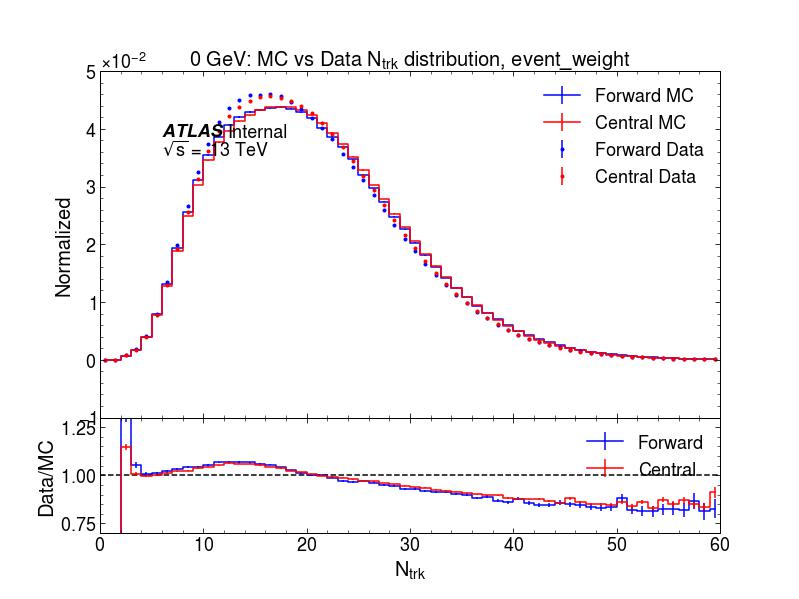 0 GeV: MC vs Data N_trk distribution, event_weight
×10⁻²
5
4
3
2
1
0
−1
Normalized
ATLAS Internal
√s = 13 TeV
Forward MC
Central MC
Forward Data
Central Data
1.25
1.00
0.75
Data/MC
Forward
Central
0 10 20 30 40 50 60
N_trk